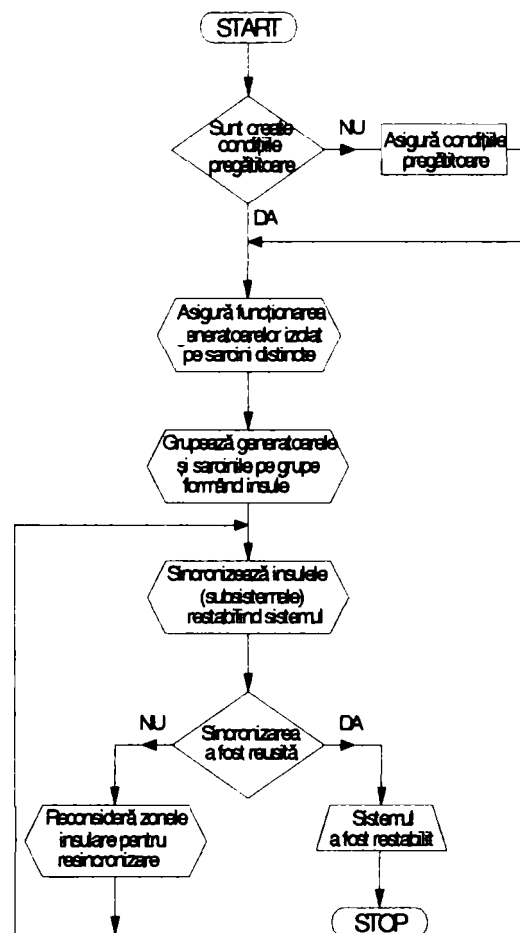 START
Sunt create
condițiile
pregătitoare
NU
Asigură condițiile
pregătitoare
DA
Asigură funcționarea
eneratoarelor izolat
pe sarcini distincte
Grupează generatoarele
și sarcinile pe grupe
formând insule
Sincronizează insulele
(subsistemele)
restabilind sistemul
NU
DA
Sincronizarea
a fost reusită
Reconsideră zonele
insulare pentru
resincronizare
Sistemul
a fost restabilit
STOP